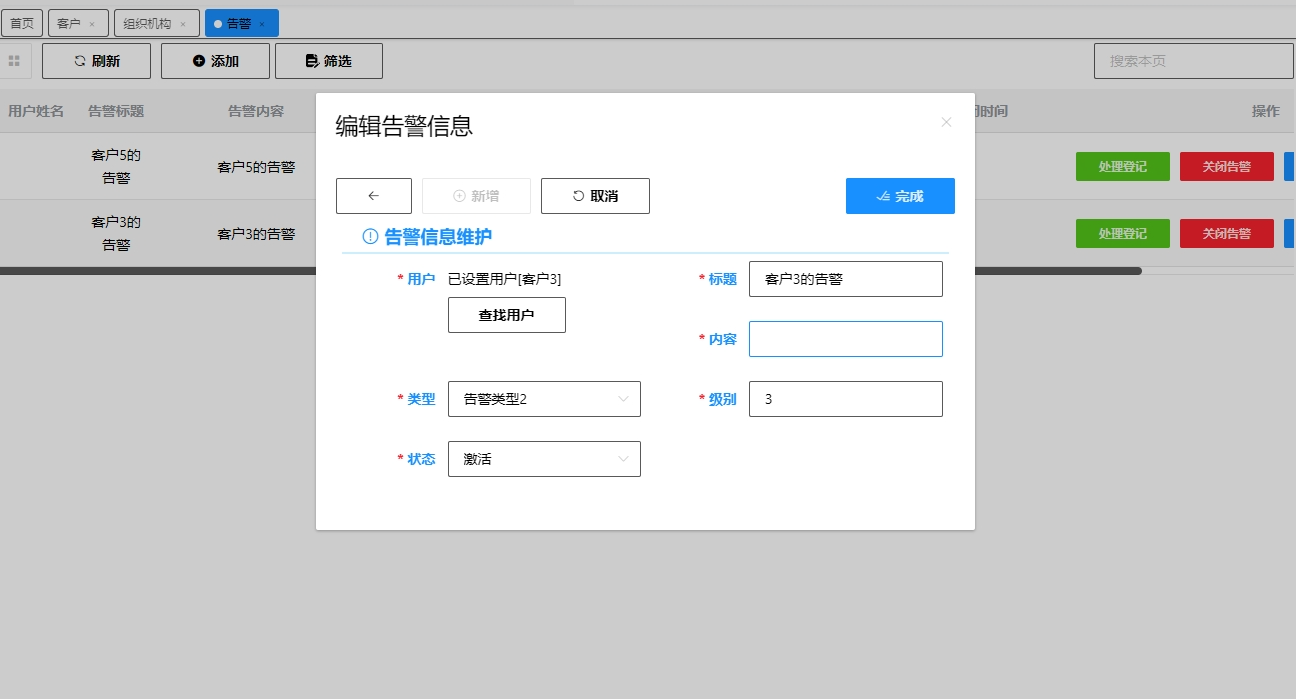 首页 客户 × 组织机构 × 告警 ×
刷新 添加 筛选 搜索本页
用户姓名 告警标题 告警内容 时间 操作
客户5的
告警 客户5的告警 处理登记 关闭告警
客户3的
告警 客户3的告警 处理登记 关闭告警
编辑告警信息 ×
← 新增 取消 完成
告警信息维护
* 用户 已设置用户[客户3] * 标题 客户3的告警
查找用户
* 内容
* 类型 告警类型2 * 级别 3
* 状态 激活